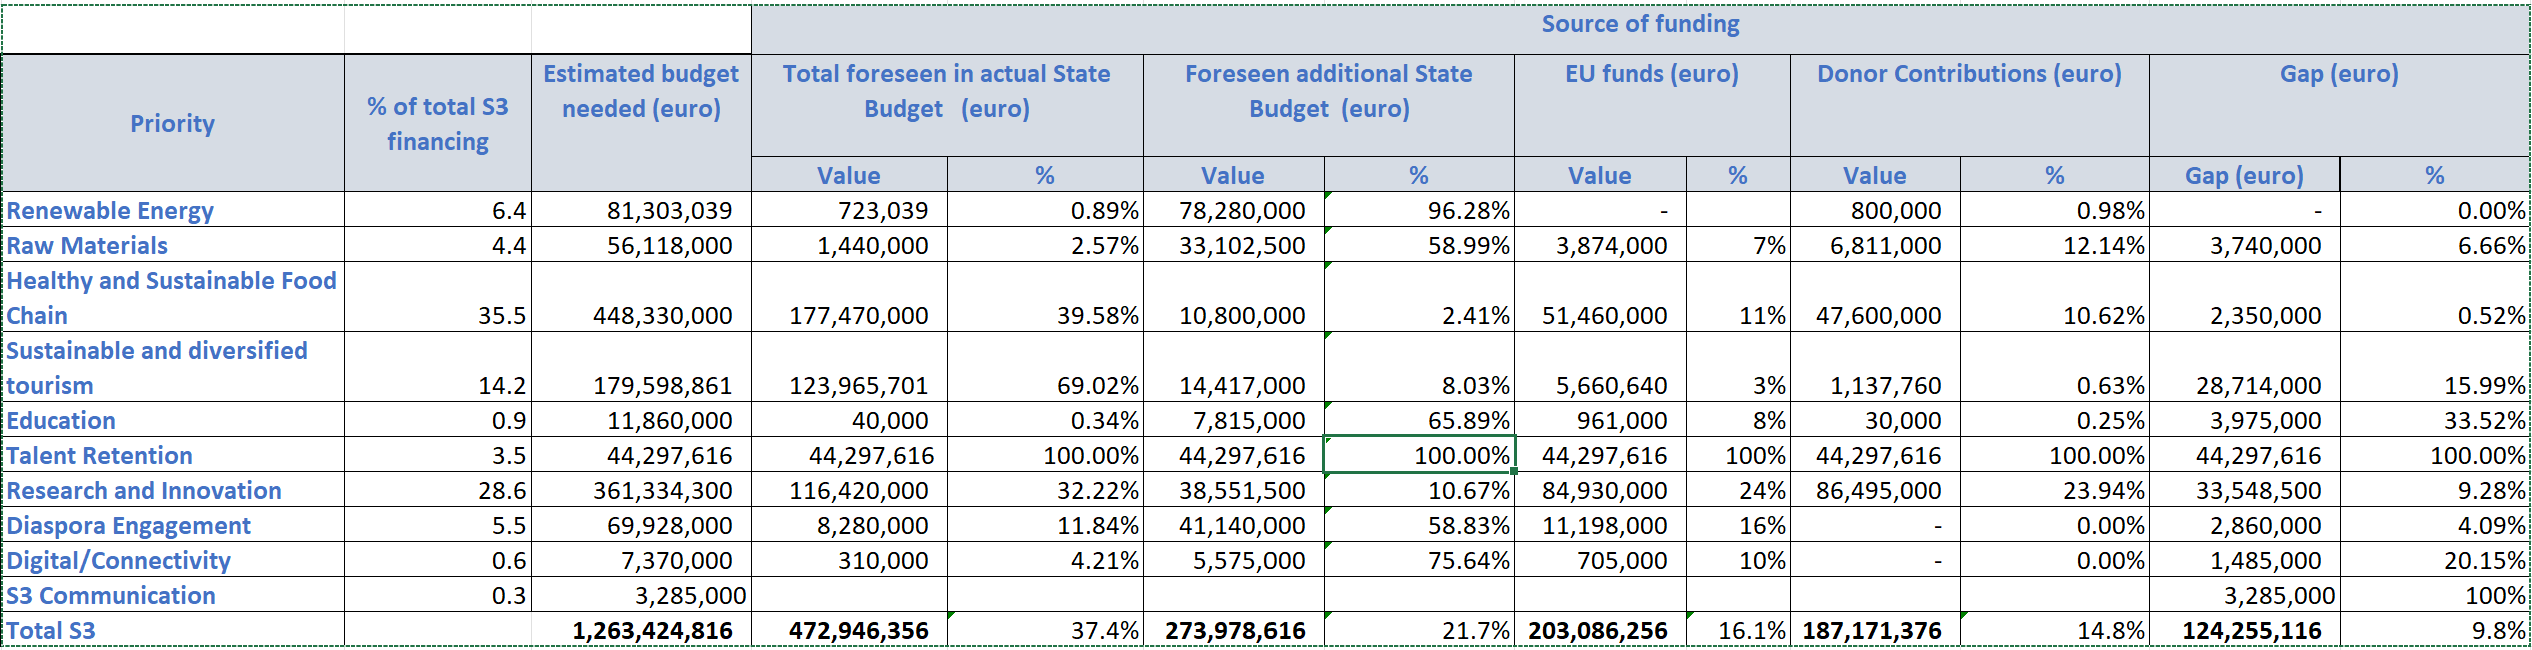 Source of funding
Priority
% of total S3
financing
Estimated budget
needed (euro)
Total foreseen in actual State
Budget (euro)
Foreseen additional State
Budget (euro)
EU funds (euro)
Donor Contributions (euro)
Gap (euro)
Value % Value % Value % Value % Gap (euro) %
Renewable Energy 6.4 81,303,039 723,039 0.89% 78,280,000 96.28% - 800,000 0.98% - 0.00%
Raw Materials 4.4 56,118,000 1,440,000 2.57% 33,102,500 58.99% 3,874,000 7% 6,811,000 12.14% 3,740,000 6.66%
Healthy and Sustainable Food
Chain 35.5 448,330,000 177,470,000 39.58% 10,800,000 2.41% 51,460,000 11% 47,600,000 10.62% 2,350,000 0.52%
Sustainable and diversified
tourism 14.2 179,598,861 123,965,701 69.02% 14,417,000 8.03% 5,660,640 3% 1,137,760 0.63% 28,714,000 15.99%
Education 0.9 11,860,000 40,000 0.34% 7,815,000 65.89% 961,000 8% 30,000 0.25% 3,975,000 33.52%
Talent Retention 3.5 44,297,616 44,297,616 100.00% 44,297,616 100.00% 44,297,616 100% 44,297,616 100.00% 44,297,616 100.00%
Research and Innovation 28.6 361,334,300 116,420,000 32.22% 38,551,500 10.67% 84,930,000 24% 86,495,000 23.94% 33,548,500 9.28%
Diaspora Engagement 5.5 69,928,000 8,280,000 11.84% 41,140,000 58.83% 11,198,000 16% - 0.00% 2,860,000 4.09%
Digital/Connectivity 0.6 7,370,000 310,000 4.21% 5,575,000 75.64% 705,000 10% - 0.00% 1,485,000 20.15%
S3 Communication 0.3 3,285,000 3,285,000 100%
Total S3 1,263,424,816 472,946,356 37.4% 273,978,616 21.7% 203,086,256 16.1% 187,171,376 14.8% 124,255,116 9.8%